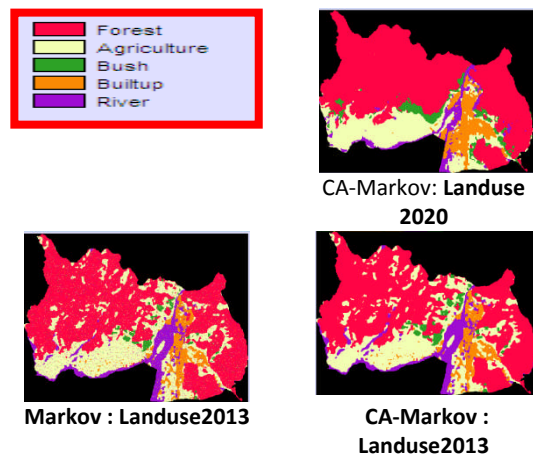 Forest
Agriculture
Bush
Builtup
River
CA-Markov: Landuse
2020
Markov : Landuse2013
CA-Markov :
Landuse2013